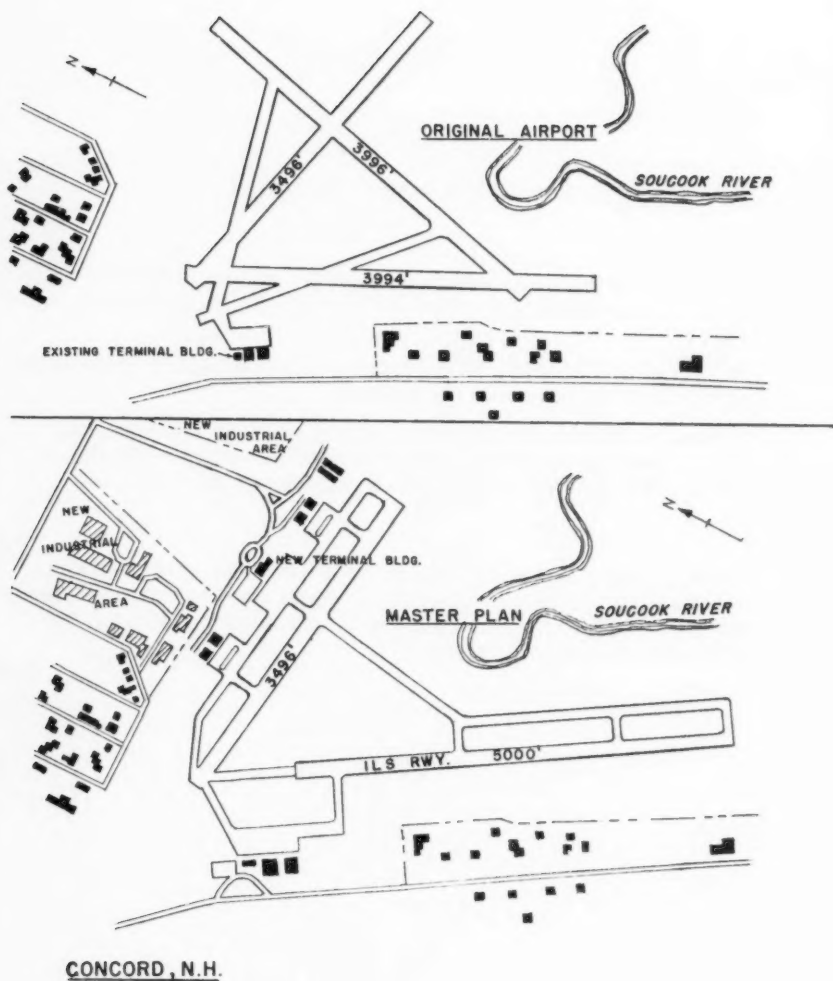 N
ORIGINAL AIRPORT
3496'
3996'
SOUCOOK RIVER
3994'
EXISTING TERMINAL BLDG.
NEW
INDUSTRIAL
AREA
NEW
INDUSTRIAL
AREA
NEW TERMINAL BLDG.
N
MASTER PLAN
SOUCOOK RIVER
3496'
ILS RWY. 5000'
CONCORD, N.H.